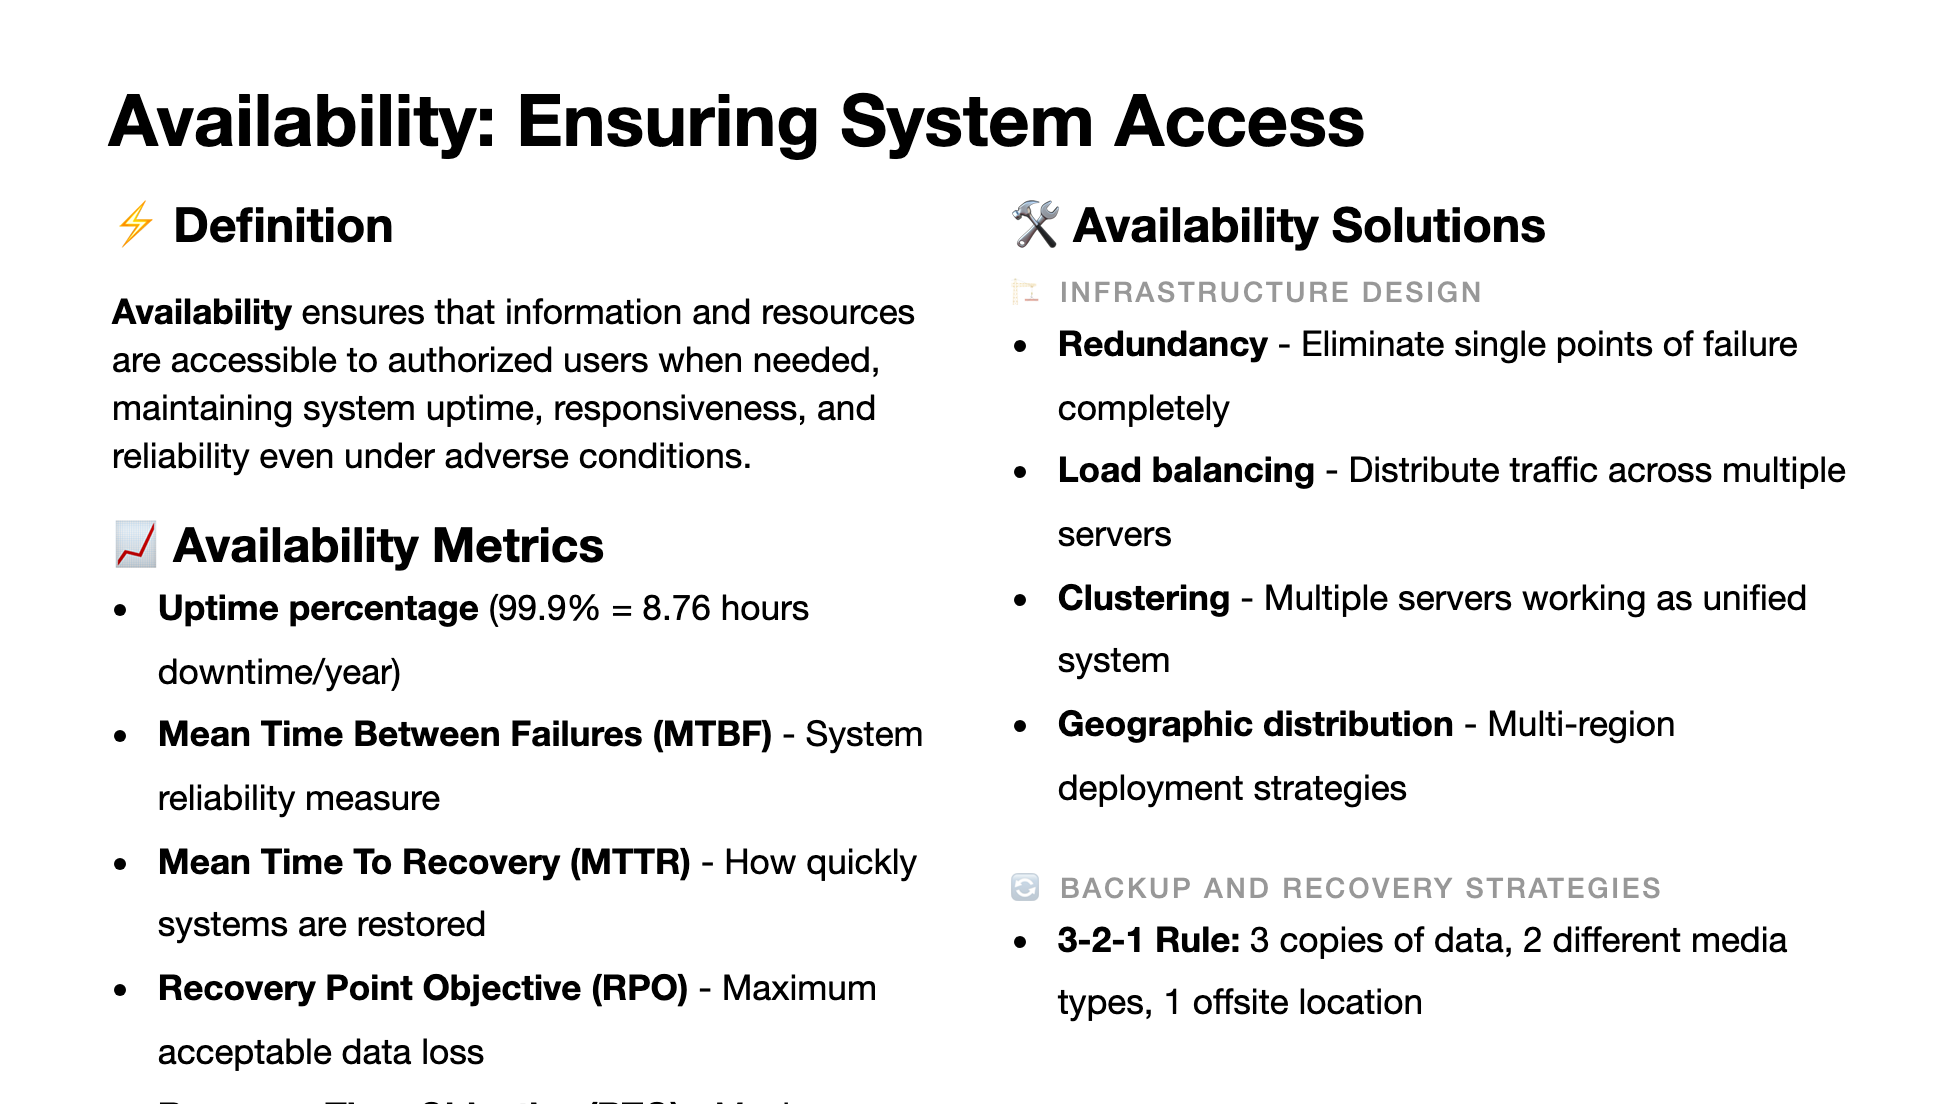 Availability: Ensuring System Access
⚡ Definition
Availability ensures that information and resources
are accessible to authorized users when needed,
maintaining system uptime, responsiveness, and
reliability even under adverse conditions.
📈 Availability Metrics
• Uptime percentage (99.9% = 8.76 hours
downtime/year)
• Mean Time Between Failures (MTBF) - System
reliability measure
• Mean Time To Recovery (MTTR) - How quickly
systems are restored
• Recovery Point Objective (RPO) - Maximum
acceptable data loss
🛠️ Availability Solutions
🏗️ INFRASTRUCTURE DESIGN
• Redundancy - Eliminate single points of failure
completely
• Load balancing - Distribute traffic across multiple
servers
• Clustering - Multiple servers working as unified
system
• Geographic distribution - Multi-region
deployment strategies
🔄 BACKUP AND RECOVERY STRATEGIES
• 3-2-1 Rule: 3 copies of data, 2 different media
types, 1 offsite location